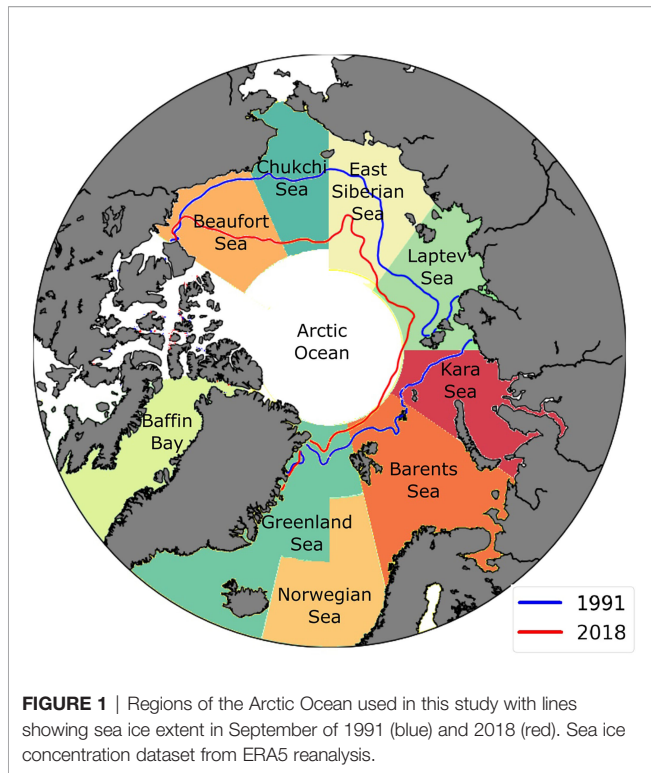 Chukchi
Sea
East
Siberian
Sea
Beaufort
Sea
Laptev
Sea
Arctic
Ocean
Kara
Sea
Baffin
Bay
Barents
Sea
Greenland
Sea
Norwegian
Sea
1991
2018
FIGURE 1 | Regions of the Arctic Ocean used in this study with lines
showing sea ice extent in September of 1991 (blue) and 2018 (red). Sea ice
concentration dataset from ERA5 reanalysis.